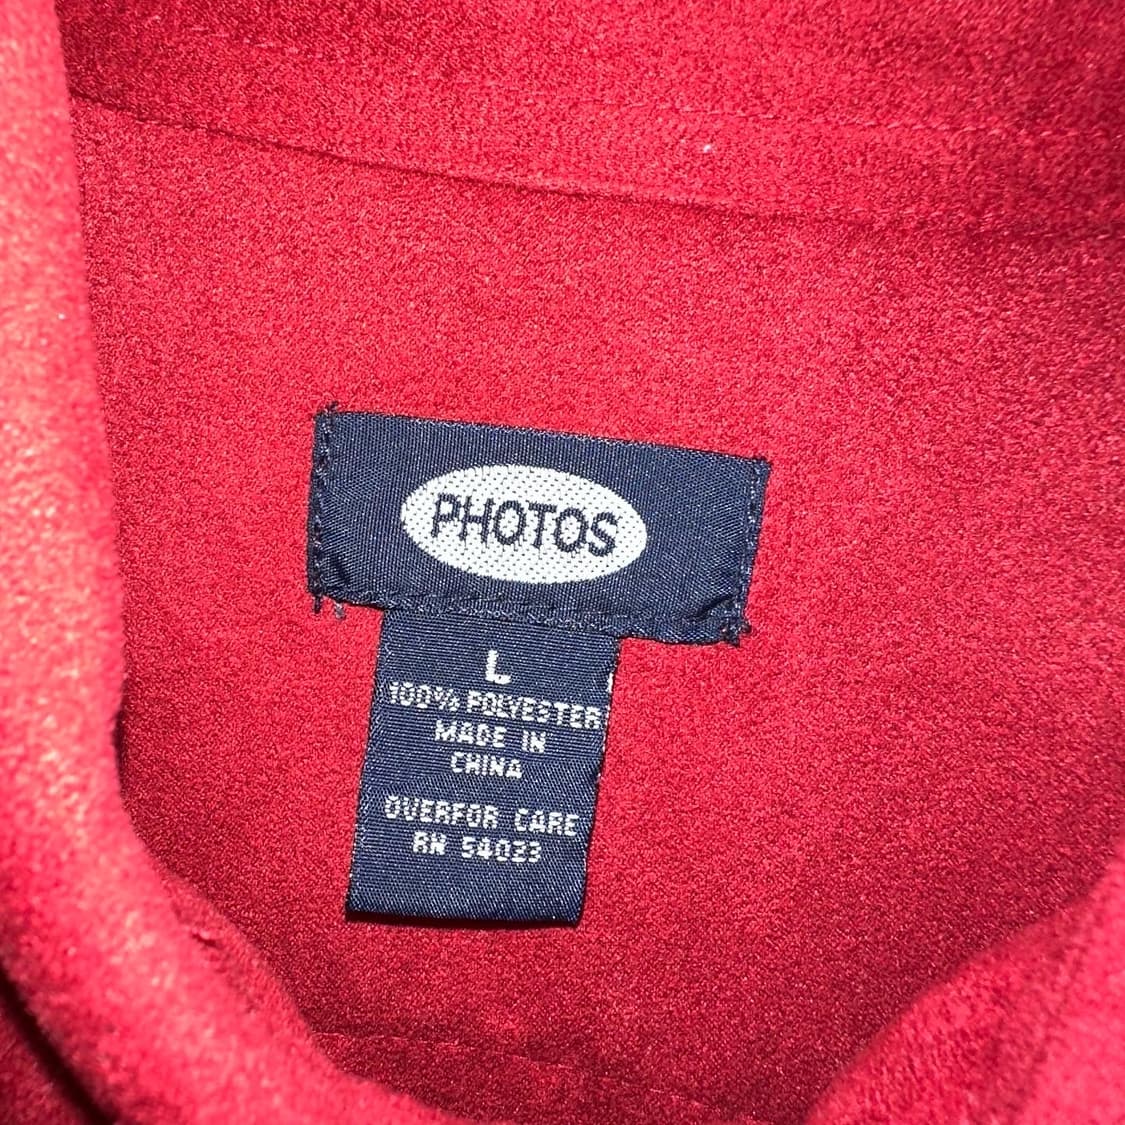 PHOTOS
L
100% POLYESTER
MADE IN
CHINA
OVERFOR CARE
RN 54023